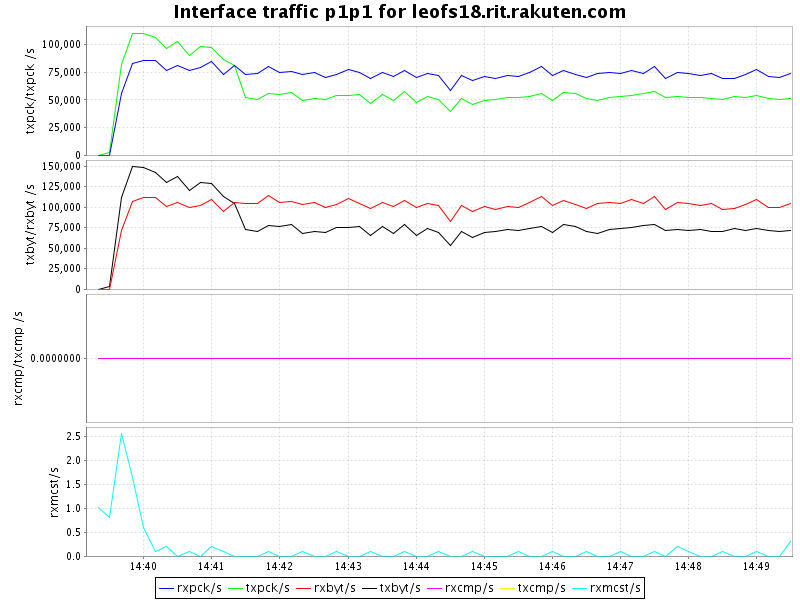 Interface traffic p1p1 for leofs18.rit.rakuten.com
txpck/txpck /s
100,000
75,000
50,000
25,000
0
txbyt/rxbyt /s
150,000
125,000
100,000
75,000
50,000
25,000
0
rxcmp/txcmp /s
0.0000000
rxmcst/s
2.5
2.0
1.5
1.0
0.5
0.0
14:40 14:41 14:42 14:43 14:44 14:45 14:46 14:47 14:48 14:49
rxpck/s txpck/s rxbyt/s txbyt/s rxcmp/s txcmp/s rxmcst/s